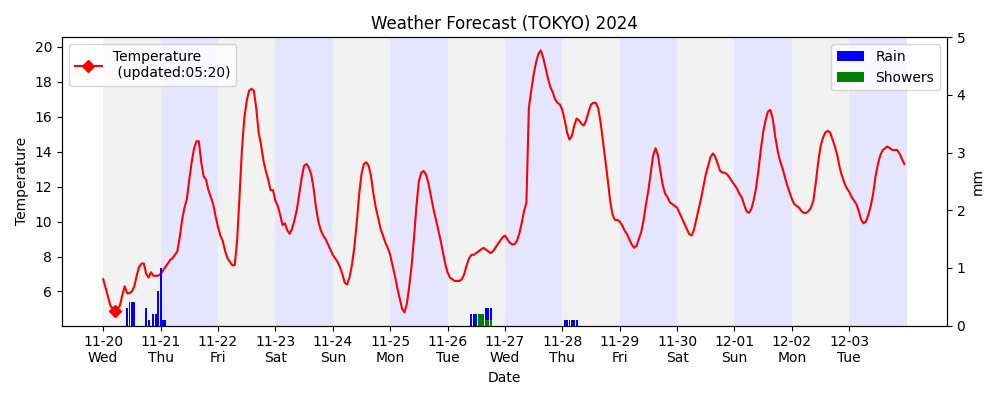 Weather Forecast (TOKYO) 2024
Temperature
(updated:05:20)
Rain
Showers
20
18
16
14
12
10
8
6
Temperature
5
4
3
2
1
0
mm
11-20 11-21 11-22 11-23 11-24 11-25 11-26 11-27 11-28 11-29 11-30 12-01 12-02 12-03
Wed Thu Fri Sat Sun Mon Tue Wed Thu Fri Sat Sun Mon Tue
Date